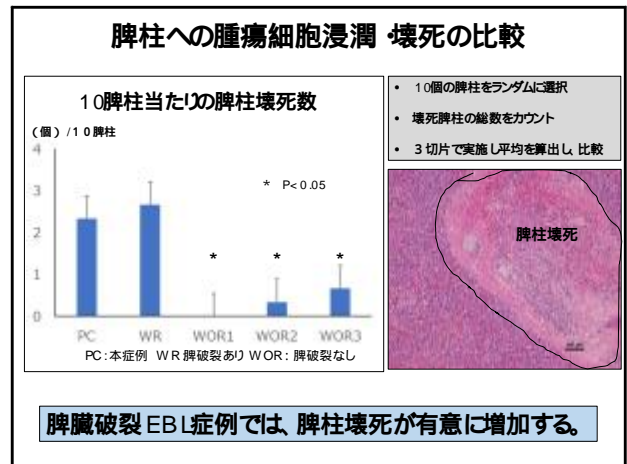 脾柱への腫瘍細胞浸潤・壊死の比較
10脾柱当たりの脾柱壊死数
(個) /10脾柱
4
3
2
1
0
* P<0.05
*
*
*
PC
WR
WOR1
WOR2
WOR3
PC:本症例 WR脾破裂あり WOR:脾破裂なし
• 10個の脾柱をランダムに選択
• 壊死脾柱の総数をカウント
• 3切片で実施し平均を算出し、比較
脾柱壊死
脾臓破裂EBL症例では、脾柱壊死が有意に増加する。